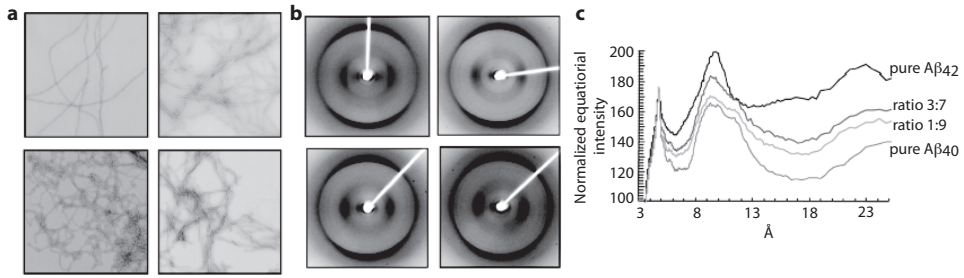 a
b
c
200
180
160
140
120
100
Normalized equatiorial
intensity
3
8
13
18
23
Å
pure Aβ42
ratio 3:7
ratio 1:9
pure Aβ40